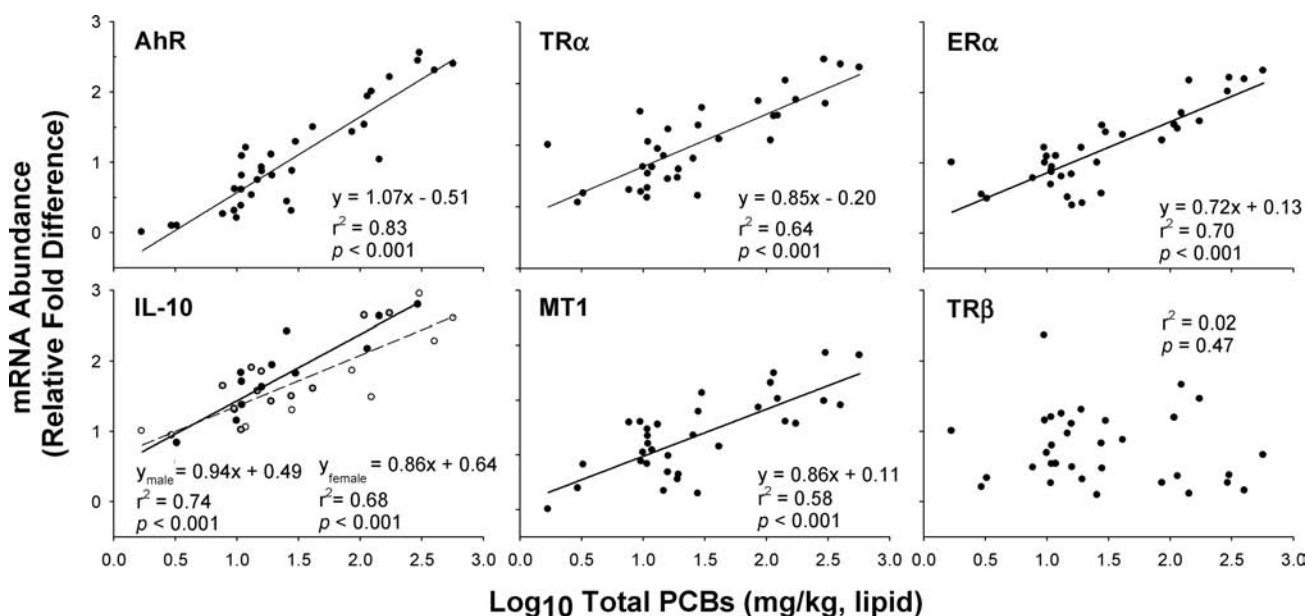 mRNA Abundance
(Relative Fold Difference)
AhR
3
2
1
0
y = 1.07x - 0.51
r² = 0.83
p < 0.001
TRα
y = 0.85x - 0.20
r² = 0.64
p < 0.001
ERα
y = 0.72x + 0.13
r² = 0.70
p < 0.001
IL-10
3
2
1
0
y male = 0.94x + 0.49
r² = 0.74
p < 0.001
y female = 0.86x + 0.64
r² = 0.68
p < 0.001
0.0 0.5 1.0 1.5 2.0 2.5 3.0
MT1
y = 0.86x + 0.11
r² = 0.58
p < 0.001
0.0 0.5 1.0 1.5 2.0 2.5 3.0
TRβ
r² = 0.02
p = 0.47
0.0 0.5 1.0 1.5 2.0 2.5 3.0
Log10 Total PCBs (mg/kg, lipid)